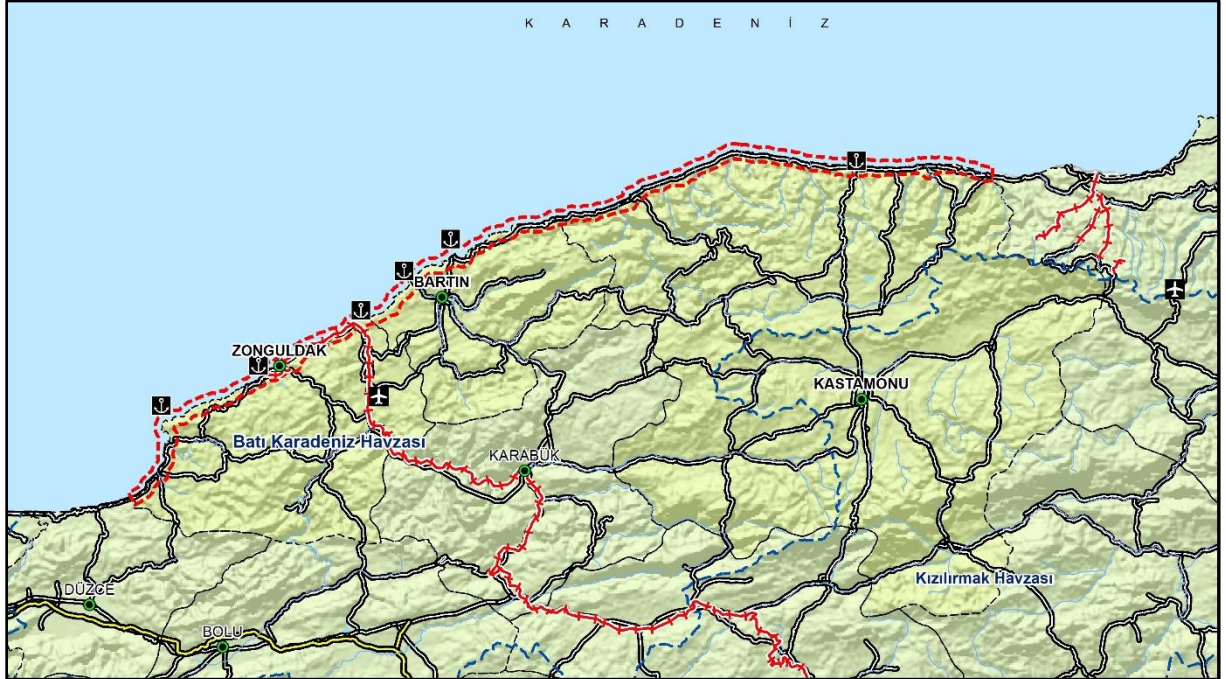 K A R A D E N İ Z
BARTIN
ZONGULDAK
KASTAMONU
Batı Karadeniz Havzası
KARABÜK
Kızılırmak Havzası
DÜZCE
BOLU